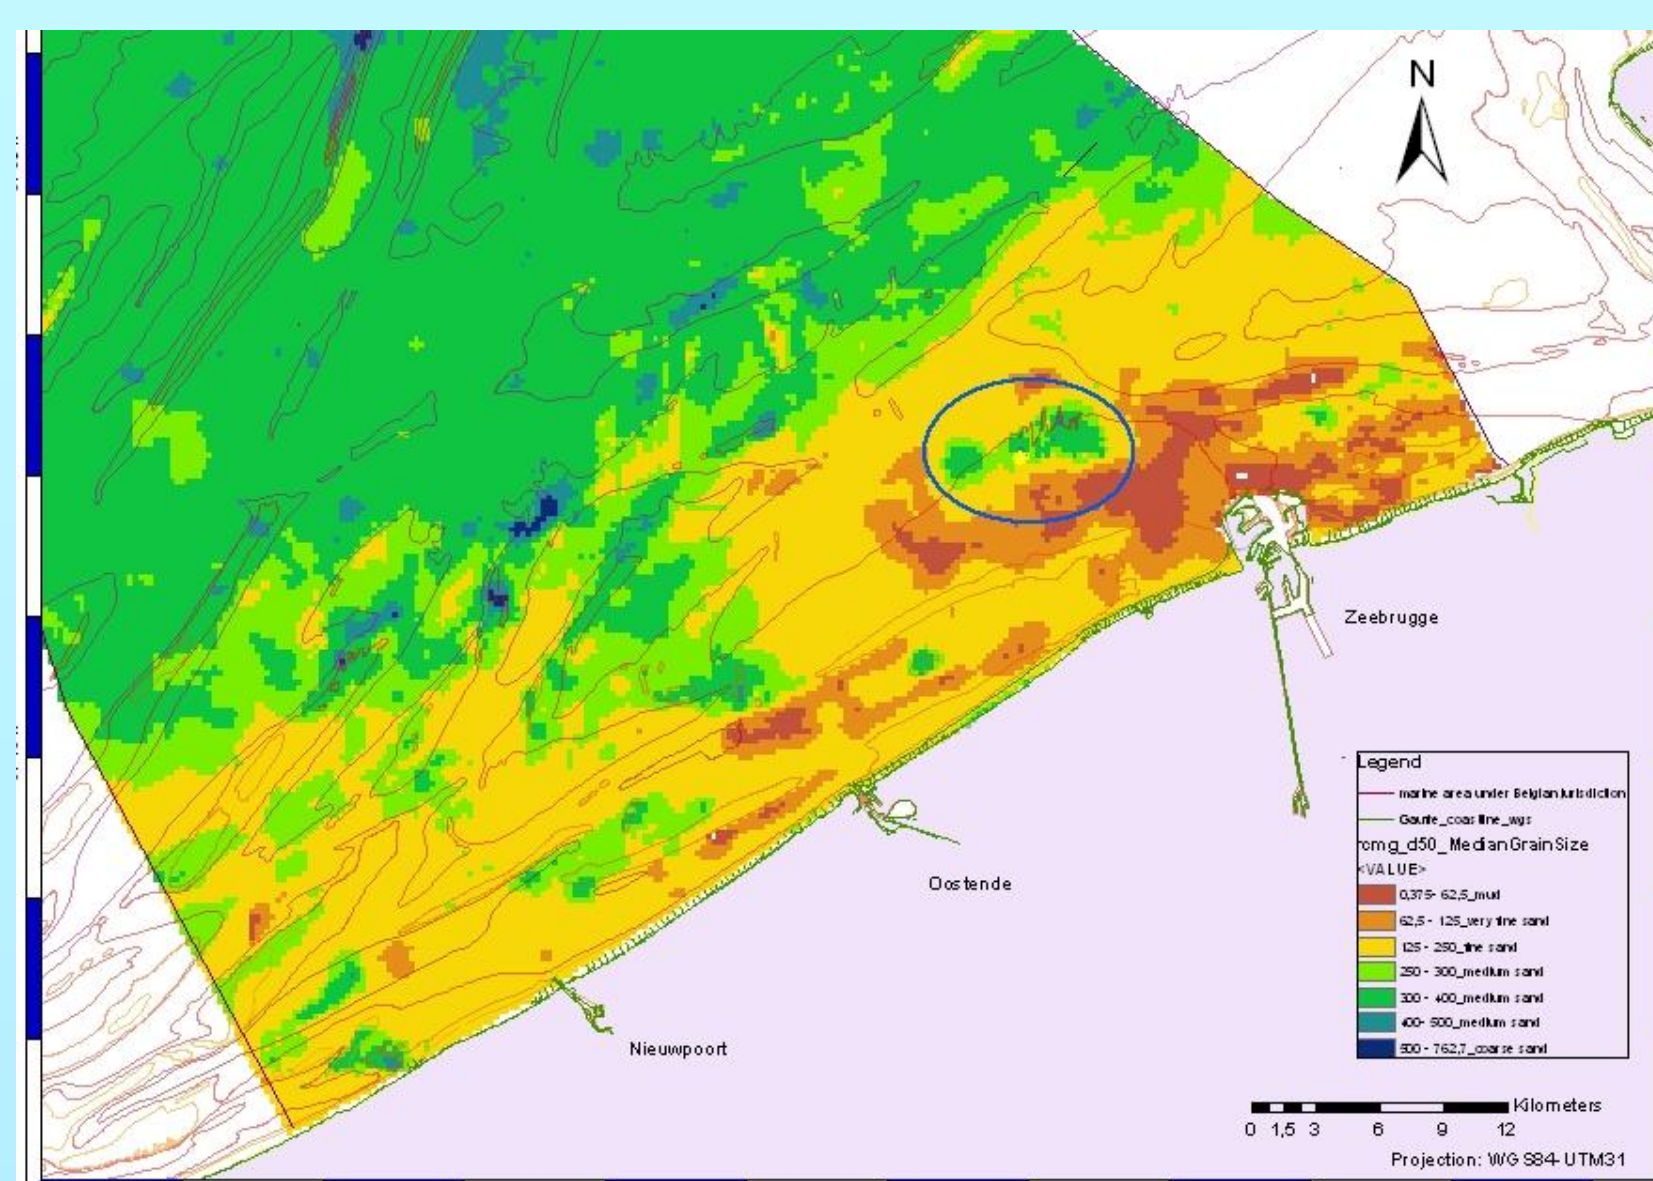 N
Zeebrugge
Oostende
Nieuwpoort
Legend
marine area under Belgian jurisdiction
Gaufre_coastline_wgs
rcmg_d50_MedianGrainSize
<VALUE>
0,375- 62,5_mud
62,5 - 125_very fine sand
125 - 250_fine sand
250 - 300_medium sand
300 - 400_medium sand
400- 500_medium sand
500 - 762,7_coarse sand
Kilometers
0 1,5 3 6 9 12
Projection: WGS84-UTM31